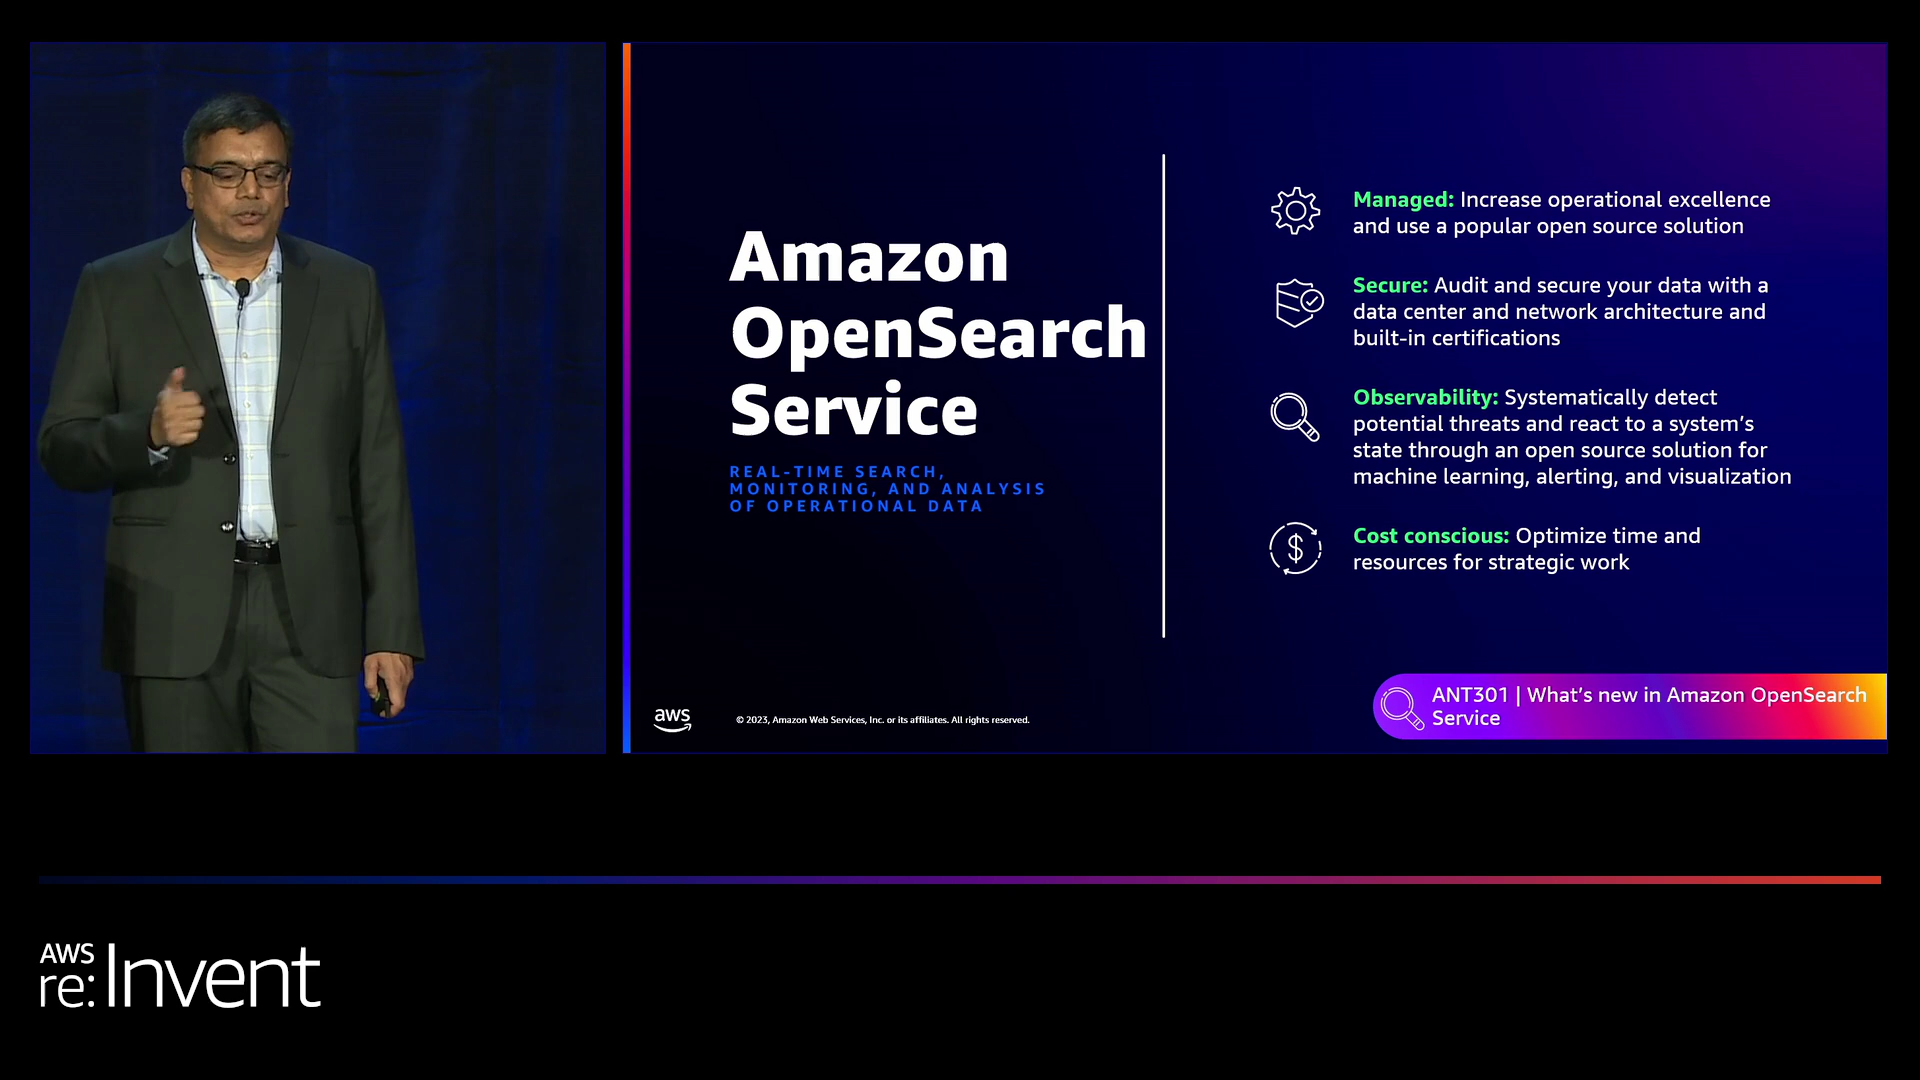 Amazon
OpenSearch
Service
REAL-TIME SEARCH,
MONITORING, AND ANALYSIS
OF OPERATIONAL DATA
Managed: Increase operational excellence
and use a popular open source solution
Secure: Audit and secure your data with a
data center and network architecture and
built-in certifications
Observability: Systematically detect
potential threats and react to a system’s
state through an open source solution for
machine learning, alerting, and visualization
$
Cost conscious: Optimize time and
resources for strategic work
aws
© 2023, Amazon Web Services, Inc. or its affiliates. All rights reserved.
ANT301 | What’s new in Amazon OpenSearch
Service
AWS
re:Invent